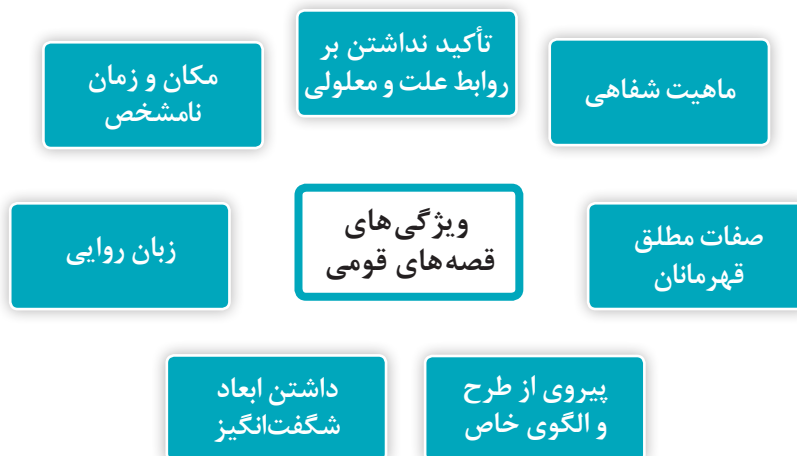 تأکید نداشتن بر
روابط علت و معلولی
ماهیت شفاهی
مکان و زمان
نامشخص
ویژگی‌های
قصه‌های قومی
صفات مطلق
قهرمانان
زبان روایی
پیروی از طرح
و الگوی خاص
داشتن ابعاد
شگفت‌انگیز